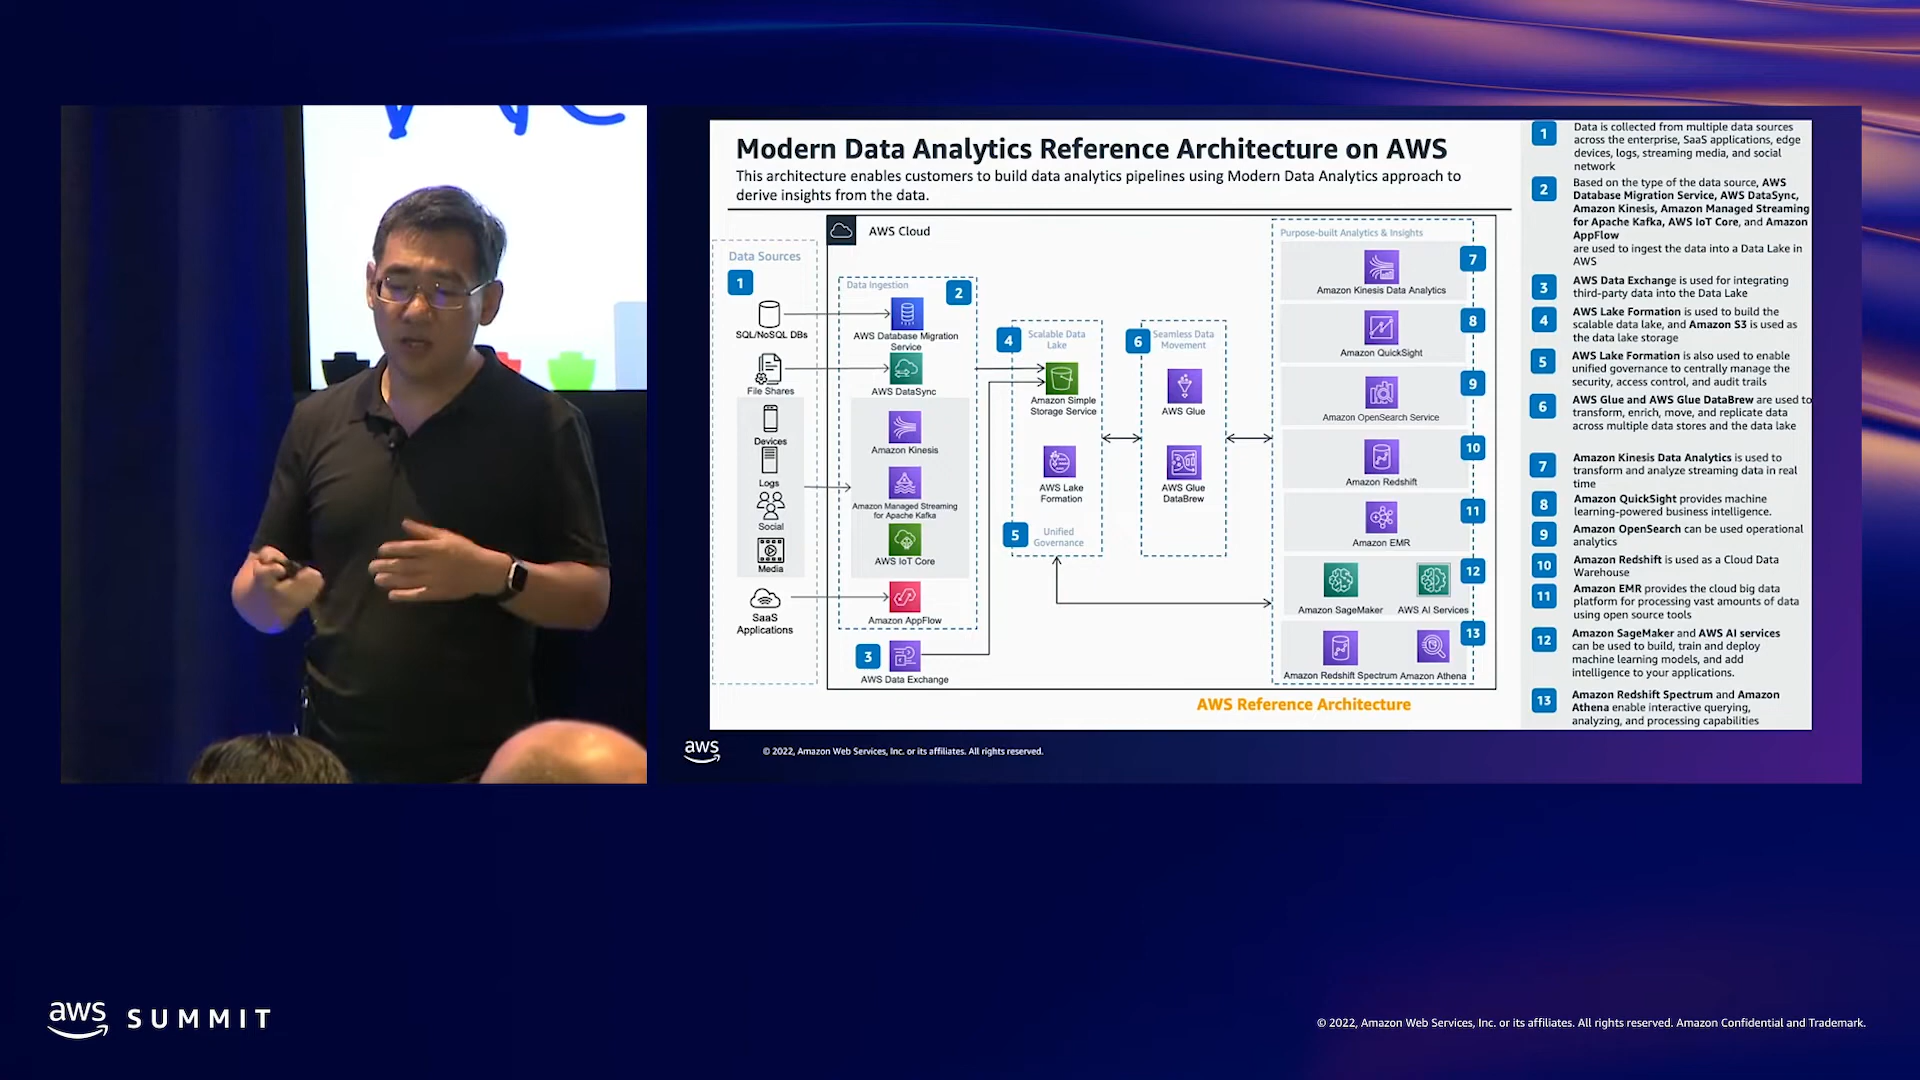 Modern Data Analytics Reference Architecture on AWS
This architecture enables customers to build data analytics pipelines using Modern Data Analytics approach to
derive insights from the data.
AWS Cloud
Data Sources
1
SQL/NoSQL DBs
File Shares
Devices
Logs
Social
Media
SaaS
Applications
Data Ingestion
2
AWS Database Migration
Service
AWS DataSync
Amazon Kinesis
Amazon Managed Streaming
for Apache Kafka
AWS IoT Core
Amazon AppFlow
3
AWS Data Exchange
4
Scalable Data
Lake
Amazon Simple
Storage Service
AWS Lake
Formation
5
Unified
Governance
6
Seamless Data
Movement
AWS Glue
AWS Glue
DataBrew
Purpose-built Analytics & Insights
7
Amazon Kinesis Data Analytics
8
Amazon QuickSight
9
Amazon OpenSearch Service
10
Amazon Redshift
11
Amazon EMR
12
Amazon SageMaker
AWS AI Services
13
Amazon Redshift Spectrum
Amazon Athena
AWS Reference Architecture
1
Data is collected from multiple data sources
across the enterprise, SaaS applications, edge
devices, logs, streaming media, and social
network
2
Based on the type of the data source, AWS
Database Migration Service, AWS DataSync,
Amazon Kinesis, Amazon Managed Streaming
for Apache Kafka, AWS IoT Core, and Amazon
AppFlow
are used to ingest the data into a Data Lake in
AWS
3
AWS Data Exchange is used for integrating
third-party data into the Data Lake
4
AWS Lake Formation is used to build the
scalable data lake, and Amazon S3 is used as
the data lake storage
5
AWS Lake Formation is also used to enable
unified governance to centrally manage the
security, access control, and audit trails
6
AWS Glue and AWS Glue DataBrew are used to
transform, enrich, move, and replicate data
across multiple data stores and the data lake
7
Amazon Kinesis Data Analytics is used to
transform and analyze streaming data in real
time
8
Amazon QuickSight provides machine
learning-powered business intelligence.
9
Amazon OpenSearch can be used operational
analytics
10
Amazon Redshift is used as a Cloud Data
Warehouse
11
Amazon EMR provides the cloud big data
platform for processing vast amounts of data
using open source tools
12
Amazon SageMaker and AWS AI services
can be used to build, train and deploy
machine learning models, and add
intelligence to your applications.
13
Amazon Redshift Spectrum and Amazon
Athena enable interactive querying,
analyzing, and processing capabilities
aws
© 2022, Amazon Web Services, Inc. or its affiliates. All rights reserved.
aws SUMMIT
© 2022, Amazon Web Services, Inc. or its affiliates. All rights reserved. Amazon Confidential and Trademark.